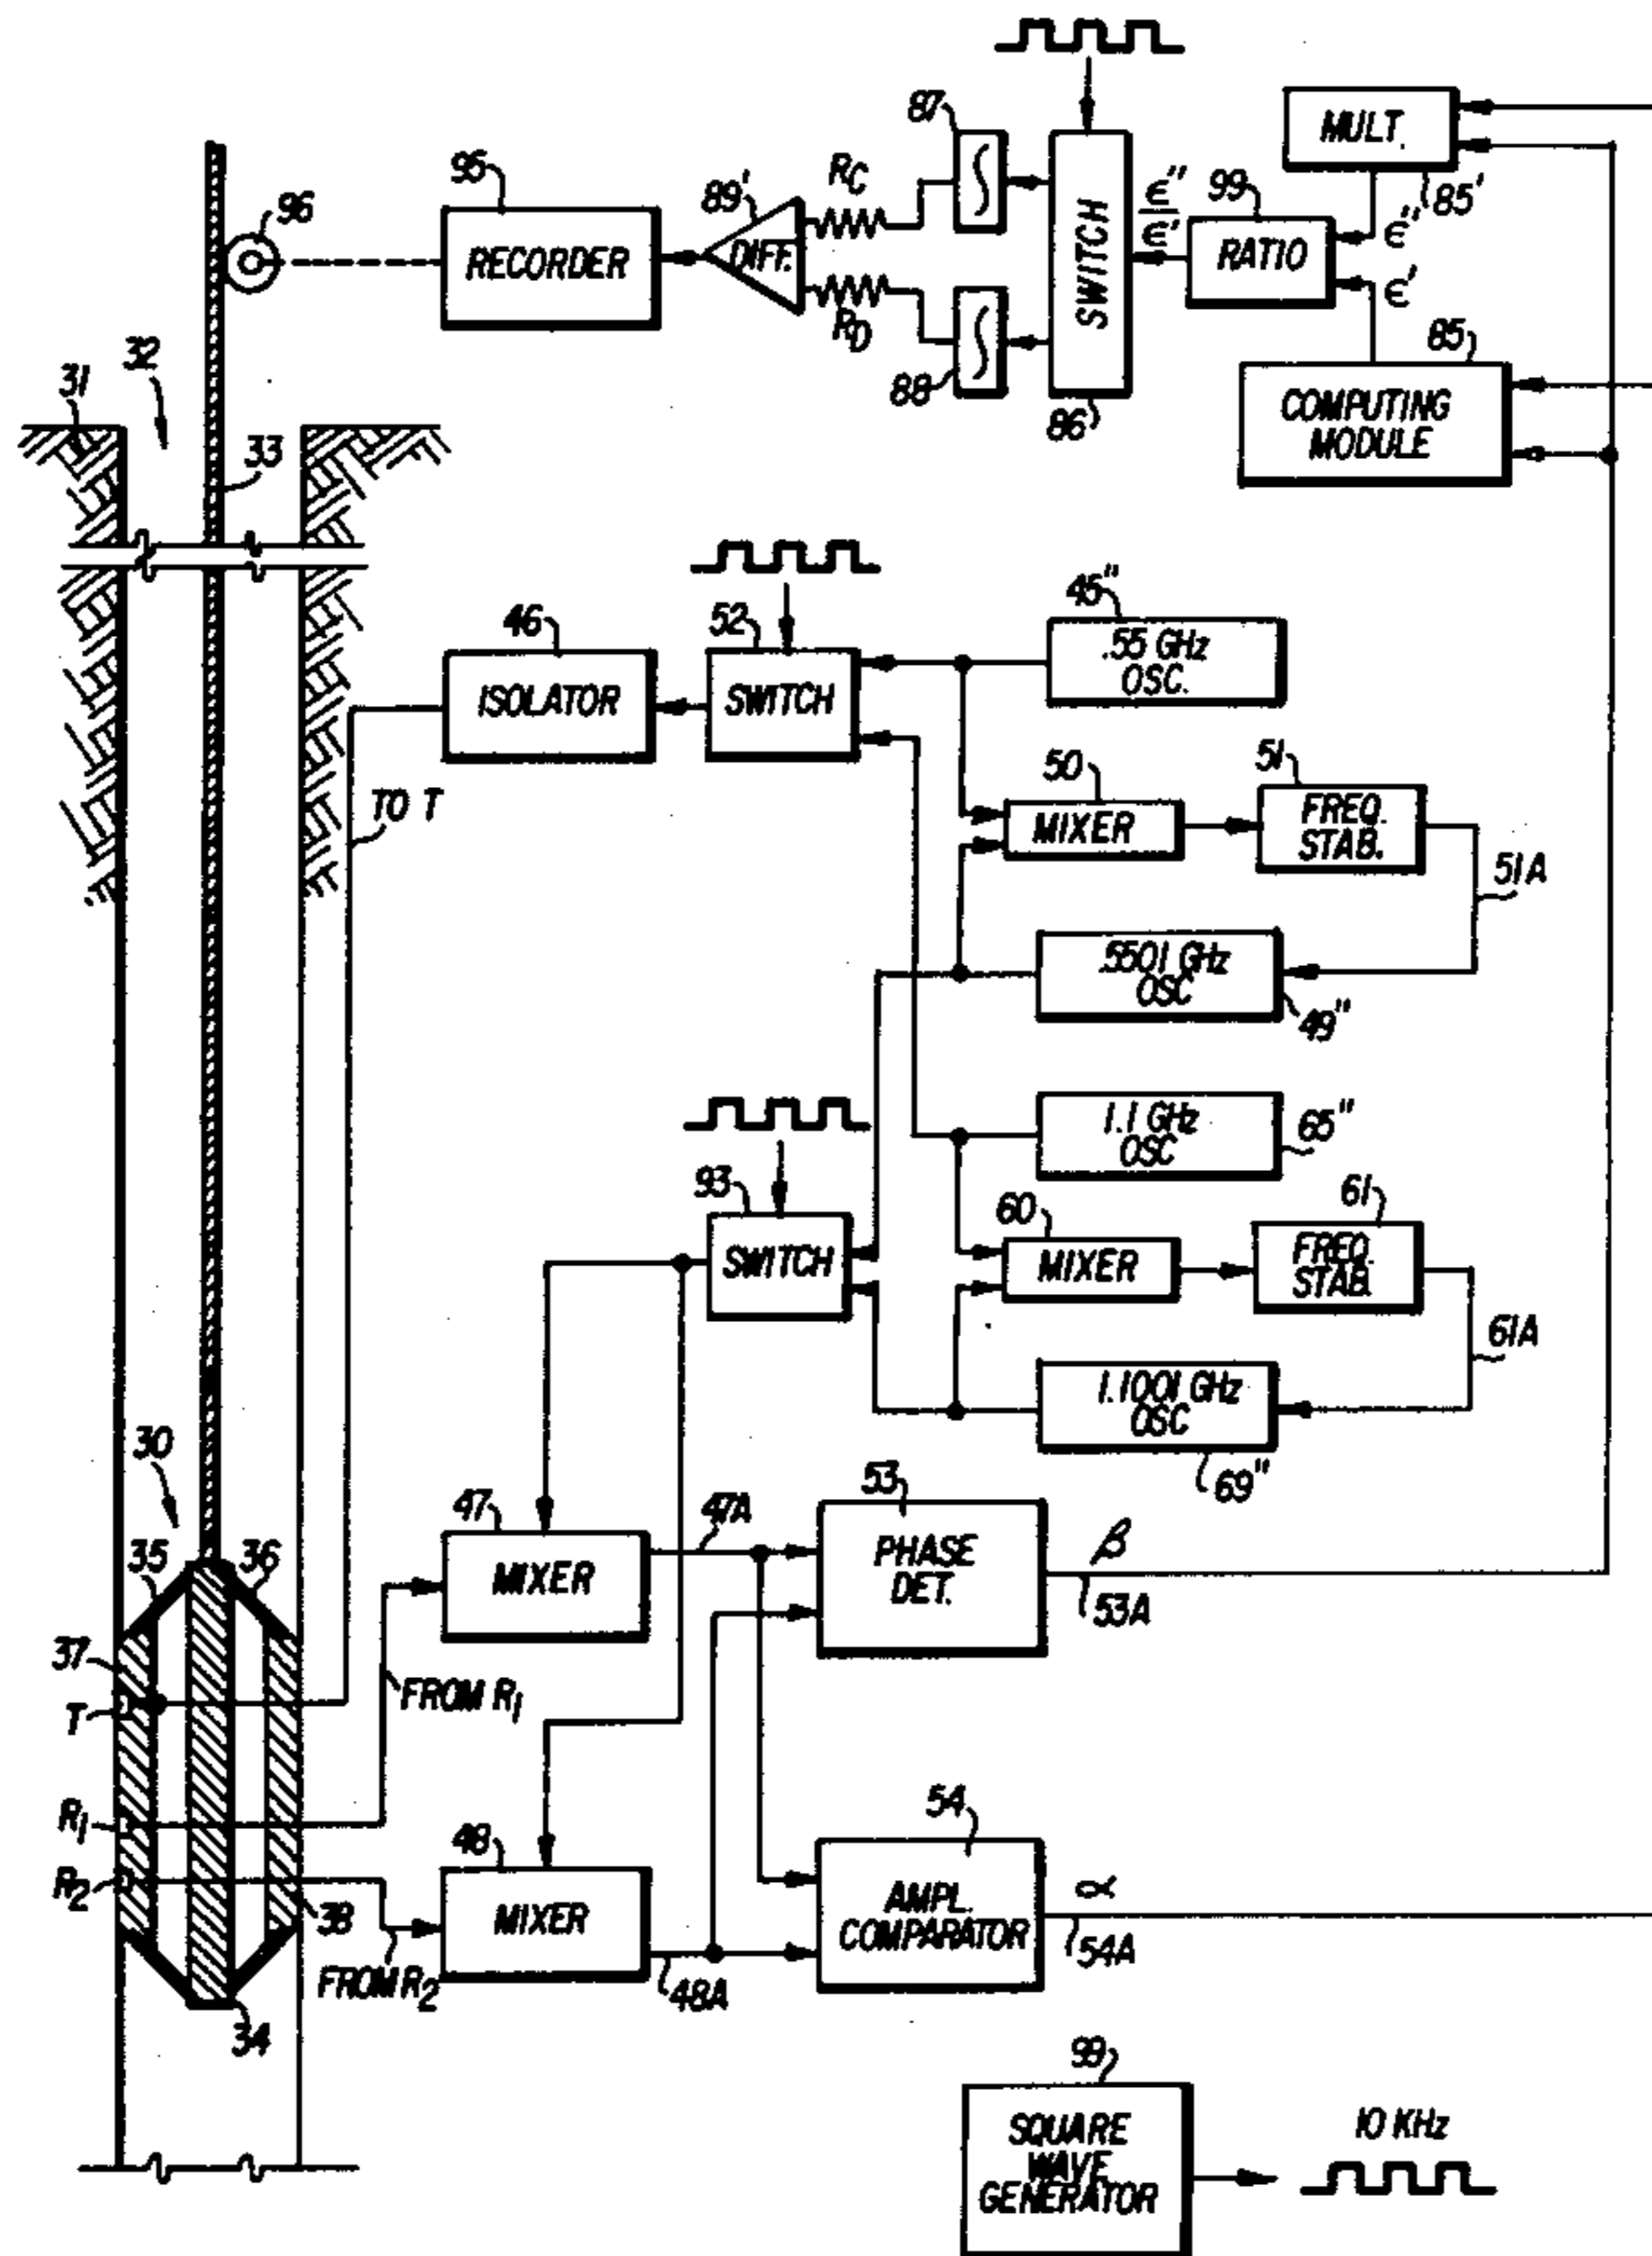 87
MULT.
85'
95
89'
RC
SWITCH
ε''
ε'
99
RATIO
ε''
ε'
96
RECORDER
DIFF.
RD
88
86
85
COMPUTING
MODULE
31
32
33
46
ISOLATOR
52
SWITCH
45"
.55 GHz
OSC.
TO T
50
MIXER
51
FREQ.
STAB.
51A
.5501 GHz
OSC
49"
1.1 GHz
OSC
65"
93
SWITCH
60
MIXER
61
FREQ.
STAB.
61A
1.1001 GHz
OSC
69"
30
35
36
37
T
R1
R2
38
34
47
MIXER
47A
FROM R1
53
PHASE
DET.
β
53A
48
MIXER
48A
FROM R2
54
AMPL.
COMPARATOR
α
54A
99
SQUARE
WAVE
GENERATOR
10 KHz